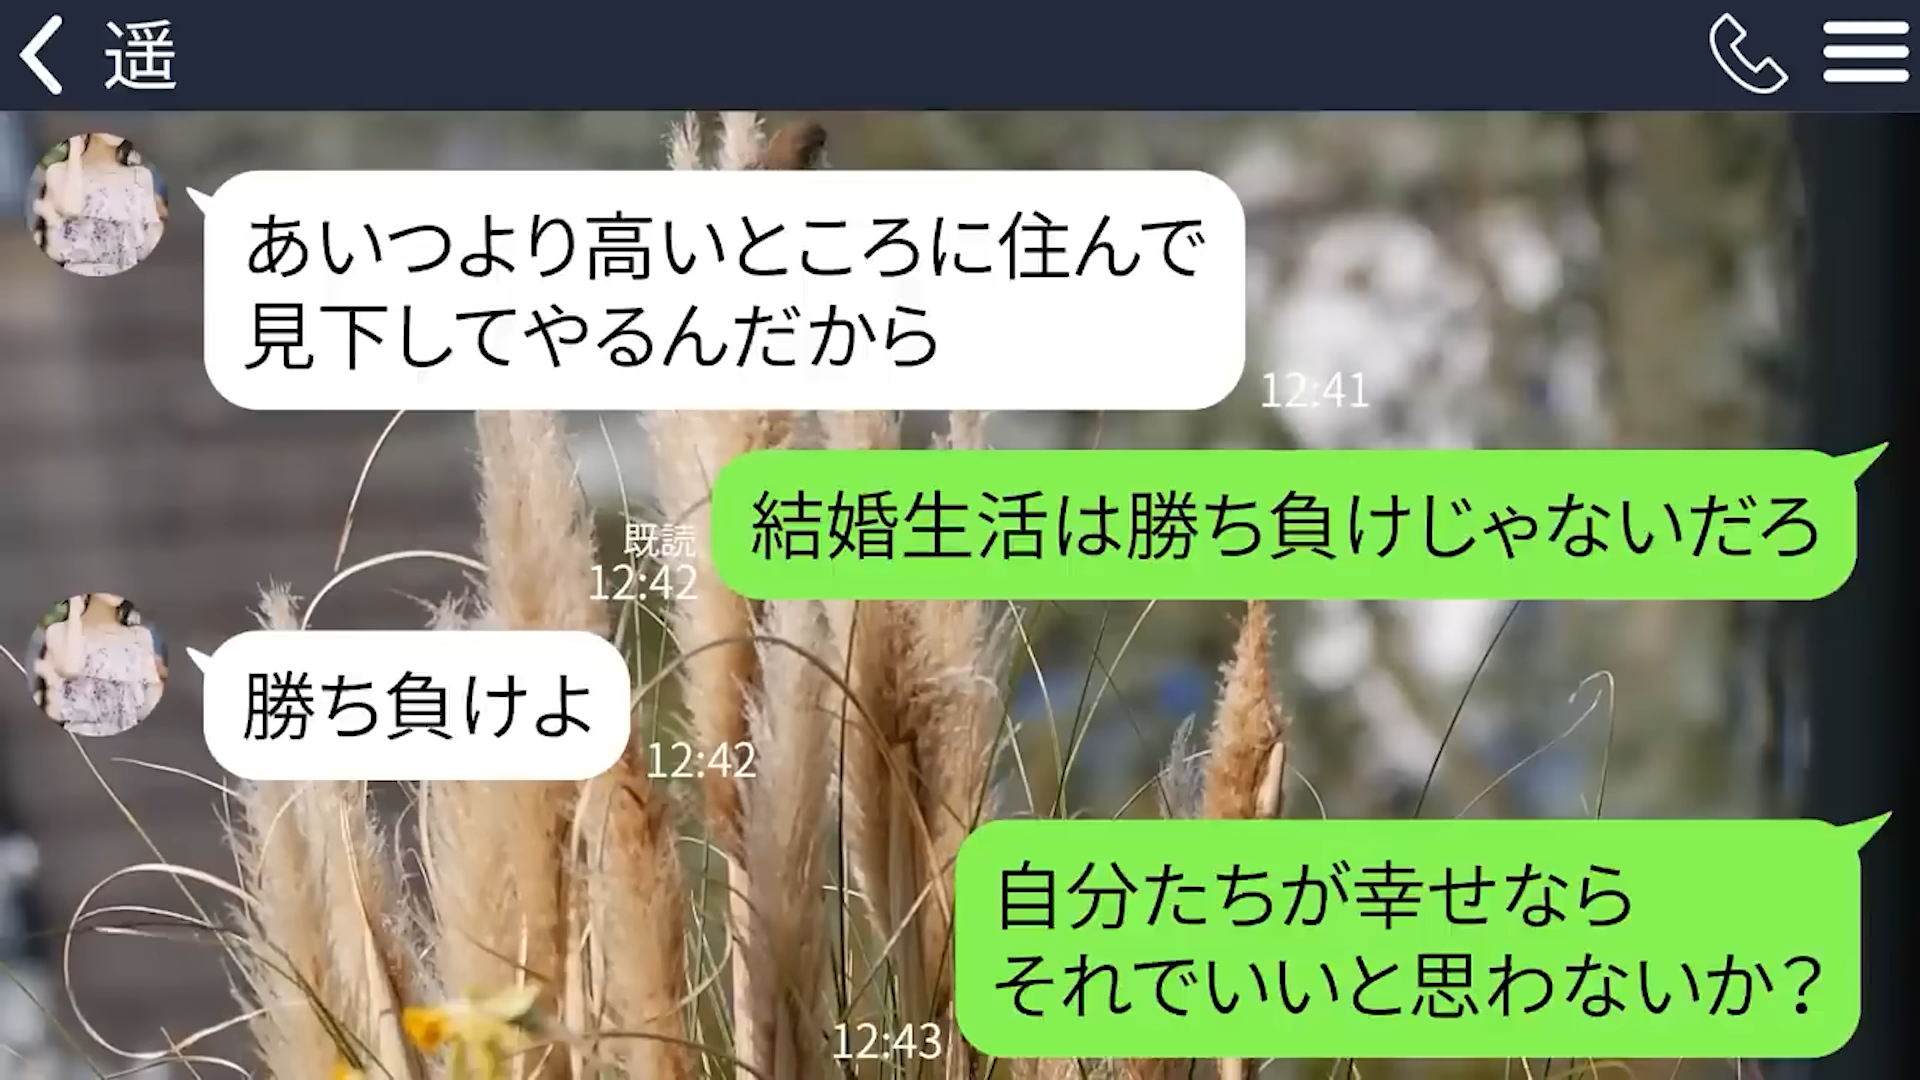 遥
あいつより高いところに住んで
見下してやるんだから
12:41
結婚生活は勝ち負けじゃないだろ
既読
12:42
勝ち負けよ
12:42
自分たちが幸せなら
それでいいと思わないか?
12:43